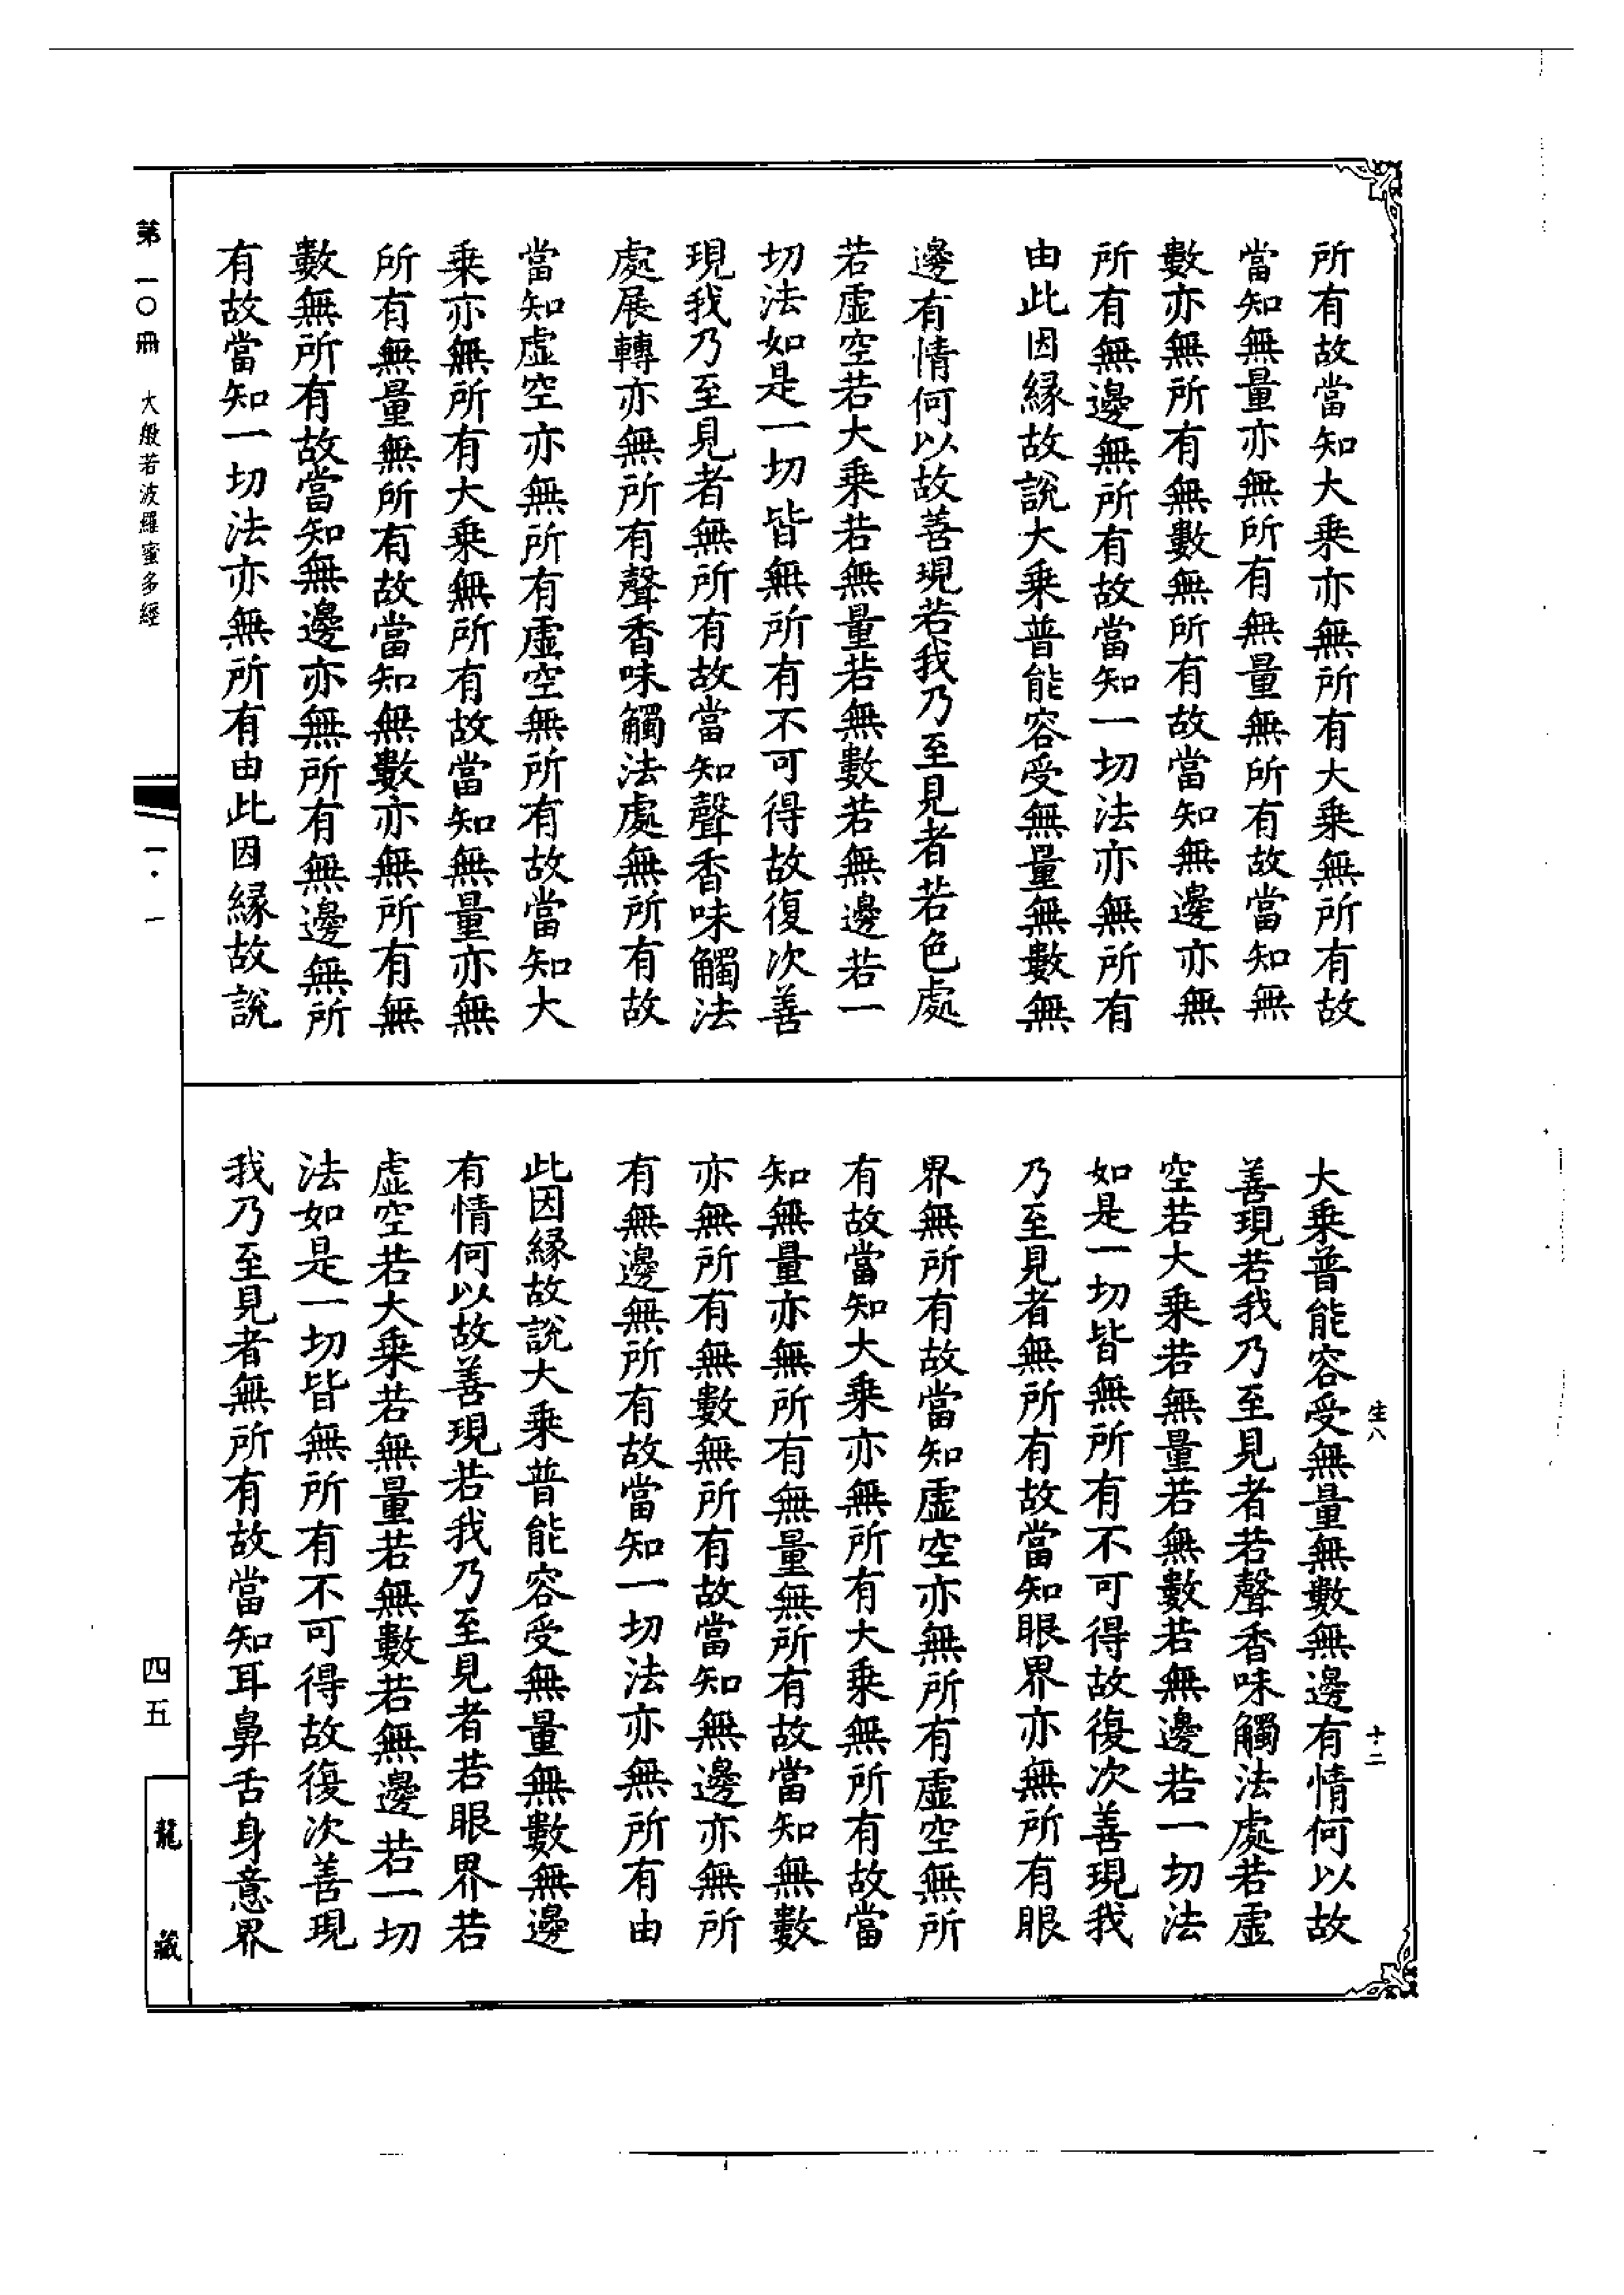 所有故當知大乘亦無所有大乘無所有故
當知無量亦無所有無量無所有故當知無
數亦無所有無數無所有故當知無邊亦無
所有無邊無所有故當知一切法亦無所有
由此因緣故說大乘普能容受無量無數無
邊有情何以故善現若我乃至見者若色處
若虛空若大乘若無量若無數若無邊若一
切法如是一切皆無所有不可得故復次善
現我乃至見者無所有故當知聲香味觸法
處展轉亦無所有聲香味觸法處無所有故
當知虛空亦無所有虛空無所有故當知大
乘亦無所有大乘無所有故當知無量亦無
所有無量無所有故當知無數亦無所有無
數無所有故當知無邊亦無所有無邊無所
有故當知一切法亦無所有由此因緣故說
大乘普能容受無量無數無邊有情何以故
善現若我乃至見者若聲香味觸法處若虛
空若大乘若無量若無數若無邊若一切法
如是一切皆無所有不可得故復次善現我
乃至見者無所有故當知眼界亦無所有眼
界無所有故當知虛空亦無所有虛空無所
有故當知大乘亦無所有大乘無所有故當
知無量亦無所有無量無所有故當知無數
亦無所有無數無所有故當知無邊亦無所
有無邊無所有故當知一切法亦無所有由
此因緣故說大乘普能容受無量無數無邊
有情何以故善現若我乃至見者若眼界若
虛空若大乘若無量若無數若無邊若一切
法如是一切皆無所有不可得故復次善現
我乃至見者無所有故當知耳鼻舌身意界
生八
十二
第一〇冊 大般若波羅蜜多經
一·一
四五
龍藏